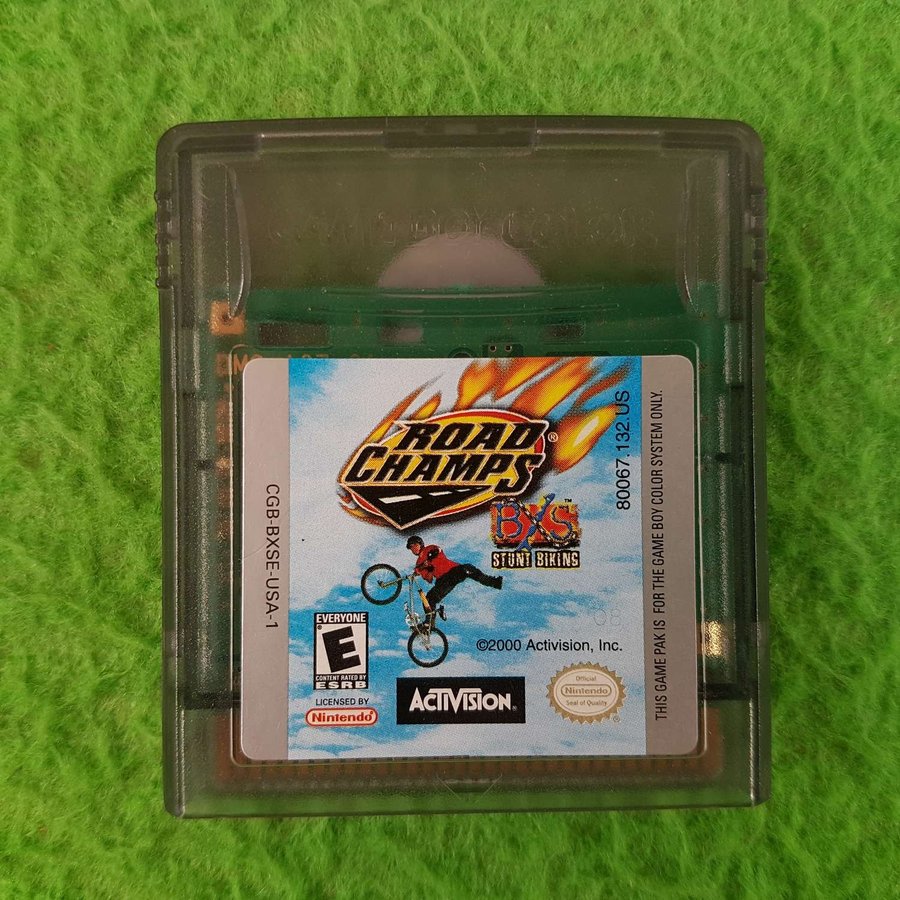 ROAD
CHAMPS®
BXS™
STUNT BIKING
80067.132.US
THIS GAME PAK IS FOR THE GAME BOY COLOR SYSTEM ONLY.
CGB-BXSE-USA-1
08
©2000 Activision, Inc.
EVERYONE
E
CONTENT RATED BY
ESRB
LICENSED BY
Nintendo®
ACTIVISION®
Official
Nintendo
Seal of Quality